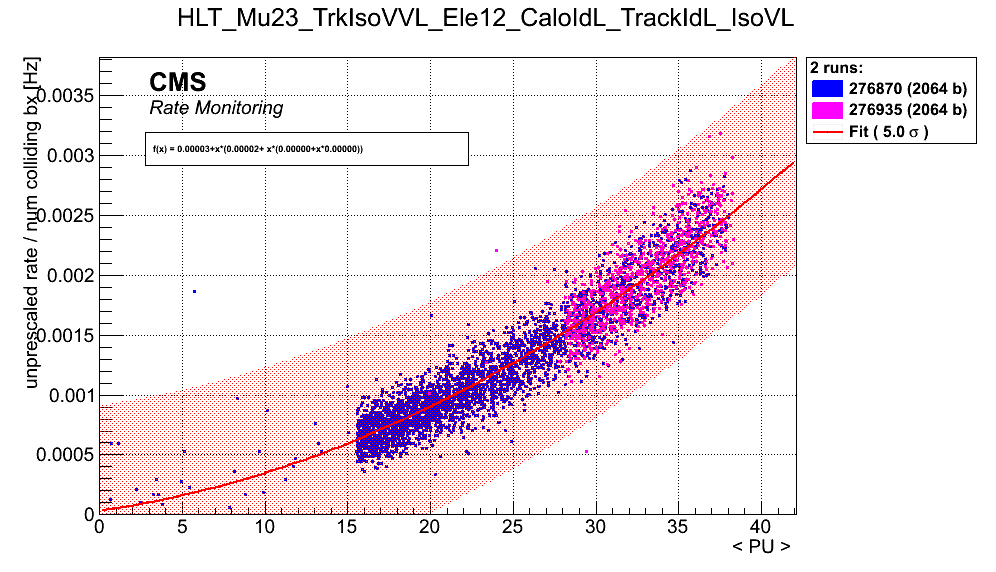 HLT_Mu23_TrkIsoVVL_Ele12_CaloIdL_TrackIdL_IsoVL
CMS
Rate Monitoring
f(x) = 0.00003+x*(0.00002+ x*(0.00000+x*0.00000))
2 runs:
276870 (2064 b)
276935 (2064 b)
Fit ( 5.0 σ )
unprescaled rate / num colliding bx [Hz]
0.0035
0.003
0.0025
0.002
0.0015
0.001
0.0005
0
0 5 10 15 20 25 30 35 40
< PU >